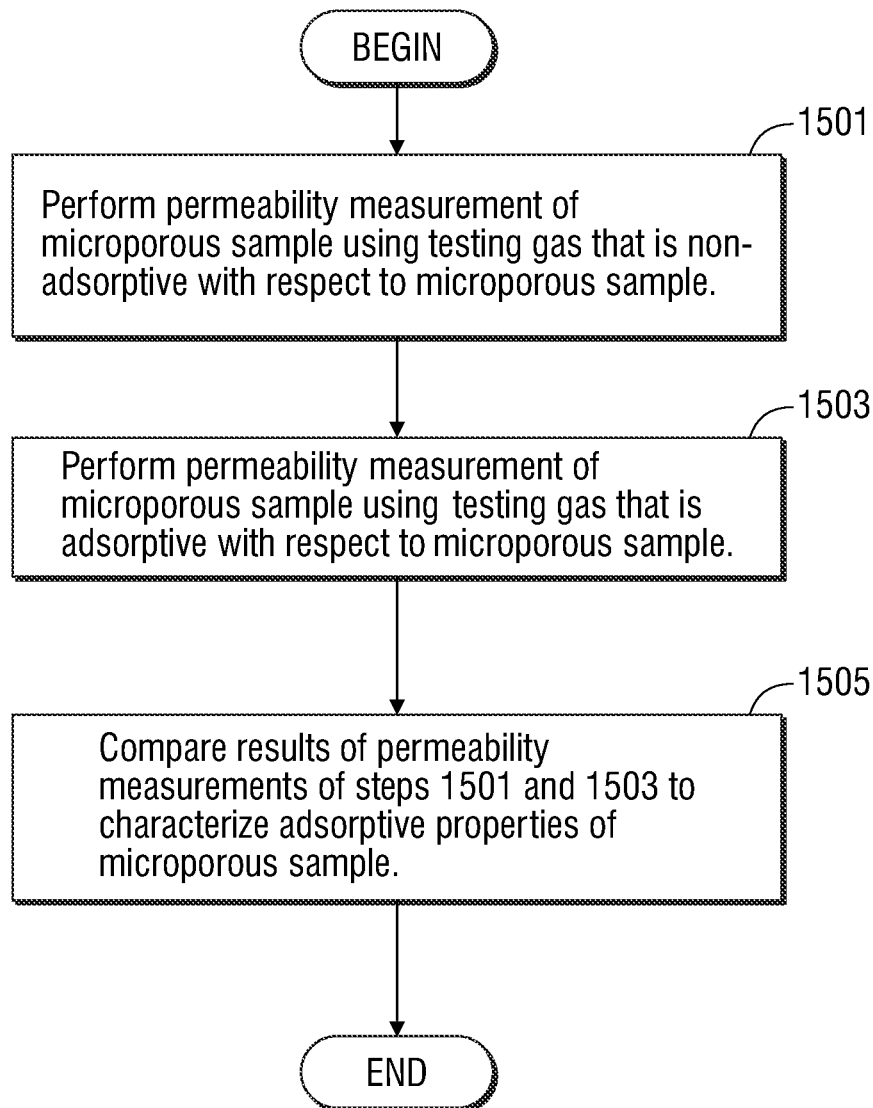 BEGIN
1501
Perform permeability measurement of
microporous sample using testing gas that is non-
adsorptive with respect to microporous sample.
1503
Perform permeability measurement of
microporous sample using testing gas that is
adsorptive with respect to microporous sample.
1505
Compare results of permeability
measurements of steps 1501 and 1503 to
characterize adsorptive properties of
microporous sample.
END